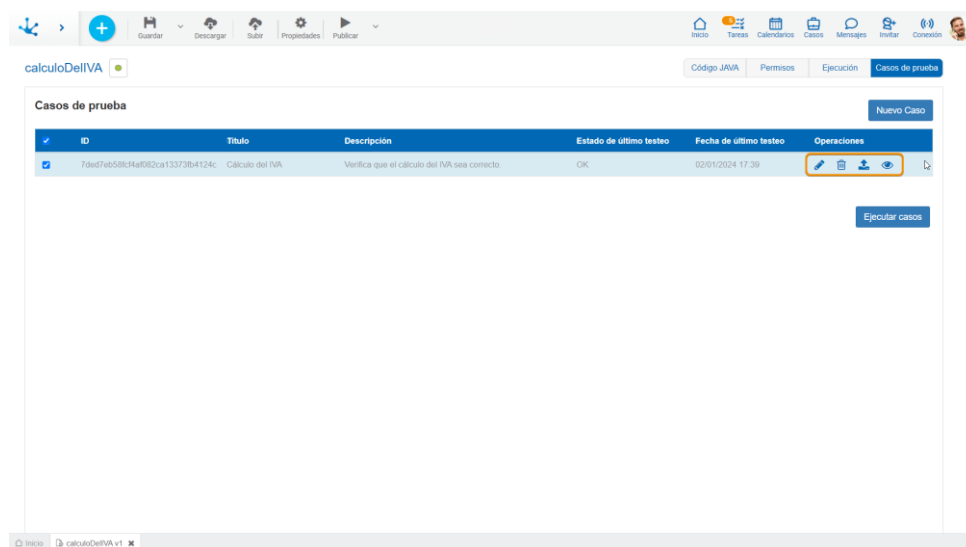 Guardar Descargar Subir Propiedades Publicar Inicio Tareas Calendarios Casos Mensajes Invitar Conexión
calculoDelIVA Código JAVA Permisos Ejecución Casos de prueba
Casos de prueba Nuevo Caso
ID Título Descripción Estado de último testeo Fecha de último testeo Operaciones
Cálculo del IVA Verifica que el cálculo del IVA sea correcto. OK 02/01/2024 17:39
Ejecutar casos
Inicio calculoDelIVA v1